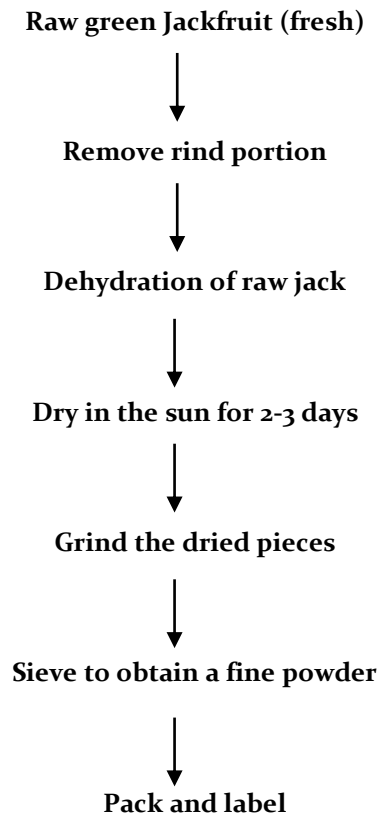 Raw green Jackfruit (fresh)
Remove rind portion
Dehydration of raw jack
Dry in the sun for 2-3 days
Grind the dried pieces
Sieve to obtain a fine powder
Pack and label